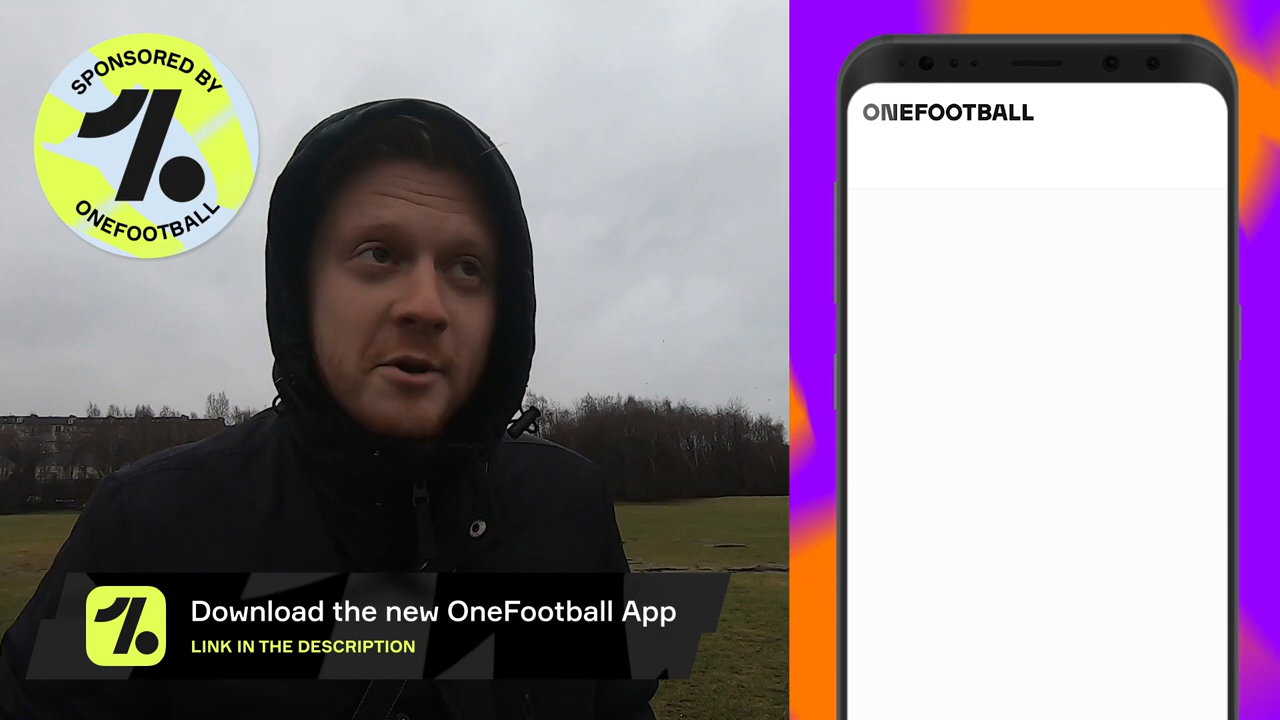 SPONSORED BY
ONEFOOTBALL
ONEFOOTBALL
Download the new OneFootball App
LINK IN THE DESCRIPTION